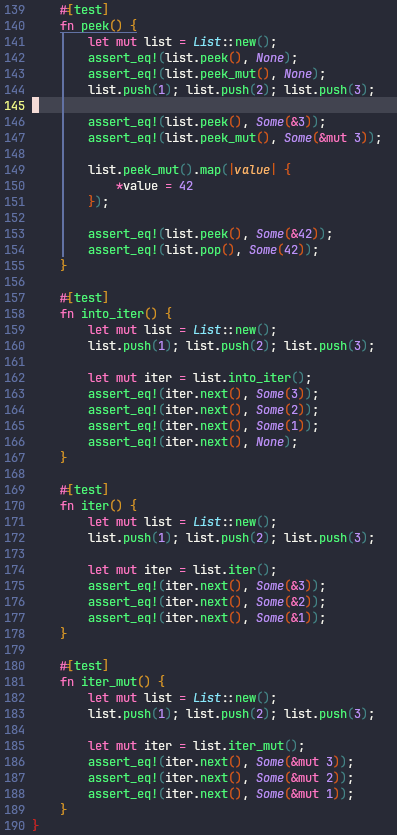 139     #[test]
140     fn peek() {
141         let mut list = List::new();
142         assert_eq!(list.peek(), None);
143         assert_eq!(list.peek_mut(), None);
144         list.push(1); list.push(2); list.push(3);
145
146         assert_eq!(list.peek(), Some(&3));
147         assert_eq!(list.peek_mut(), Some(&mut 3));
148
149         list.peek_mut().map(|value| {
150             *value = 42
151         });
152
153         assert_eq!(list.peek(), Some(&42));
154         assert_eq!(list.pop(), Some(42));
155     }
156
157     #[test]
158     fn into_iter() {
159         let mut list = List::new();
160         list.push(1); list.push(2); list.push(3);
161
162         let mut iter = list.into_iter();
163         assert_eq!(iter.next(), Some(3));
164         assert_eq!(iter.next(), Some(2));
165         assert_eq!(iter.next(), Some(1));
166         assert_eq!(iter.next(), None);
167     }
168
169     #[test]
170     fn iter() {
171         let mut list = List::new();
172         list.push(1); list.push(2); list.push(3);
173
174         let mut iter = list.iter();
175         assert_eq!(iter.next(), Some(&3));
176         assert_eq!(iter.next(), Some(&2));
177         assert_eq!(iter.next(), Some(&1));
178     }
179
180     #[test]
181     fn iter_mut() {
182         let mut list = List::new();
183         list.push(1); list.push(2); list.push(3);
184
185         let mut iter = list.iter_mut();
186         assert_eq!(iter.next(), Some(&mut 3));
187         assert_eq!(iter.next(), Some(&mut 2));
188         assert_eq!(iter.next(), Some(&mut 1));
189     }
190 }